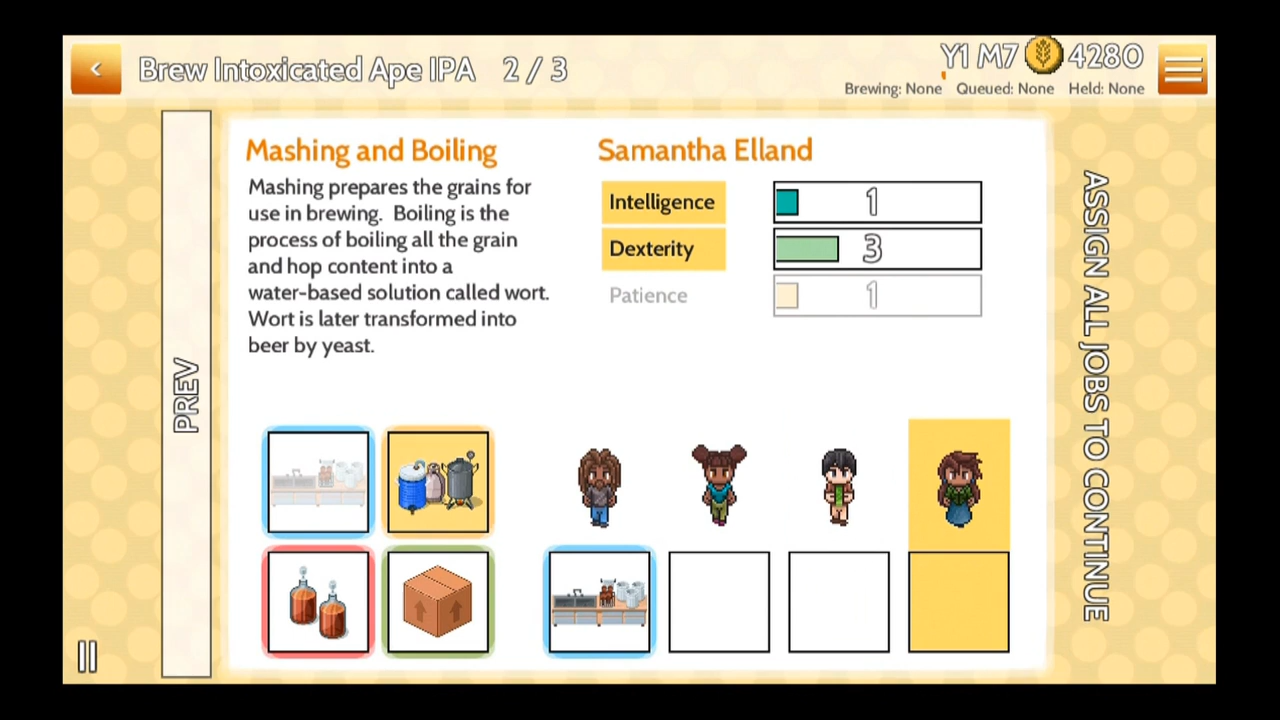 Brew Intoxicated Ape IPA 2 / 3
Y1 M7 4280
Brewing: None Queued: None Held: None
PREV
Mashing and Boiling
Mashing prepares the grains for
use in brewing. Boiling is the
process of boiling all the grain
and hop content into a
water-based solution called wort.
Wort is later transformed into
beer by yeast.
Samantha Elland
Intelligence 1
Dexterity 3
Patience 1
ASSIGN ALL JOBS TO CONTINUE